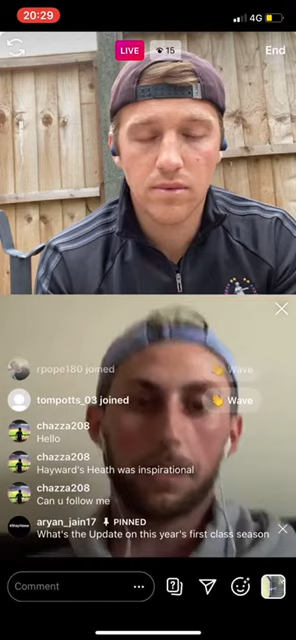 20:29
4G
LIVE
15
End
rpope180 joined
Wave
tompotts_03 joined
Wave
chazza208
Hello
chazza208
Hayward's Heath was inspirational
chazza208
Can u follow me
aryan_jain17 PINNED
What's the Update on this year's first class season
Comment